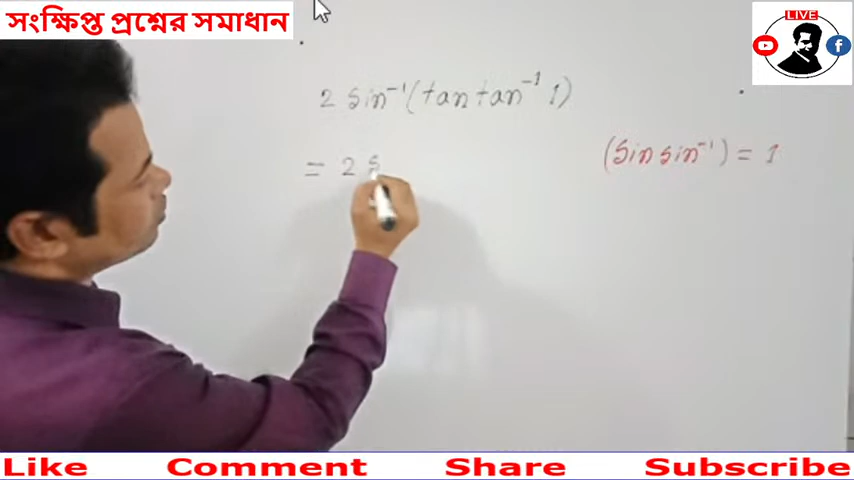 সংক্ষিপ্ত প্রশ্নের সমাধান
LIVE
2 sin⁻¹(tan tan⁻¹ 1)
(sin sin⁻¹) = 1
= 2 s
Like Comment Share Subscribe